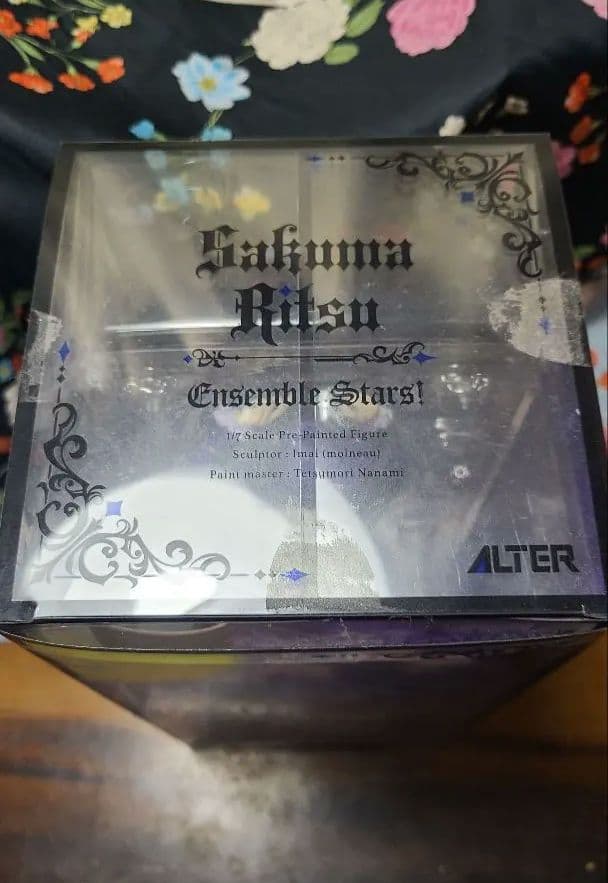 Sakuma
Ritsu
Ensemble Stars!
1/7 Scale Pre-Painted Figure
Sculptor : Imai (moineau)
Paint master : Tetsumori Nanami
ALTER